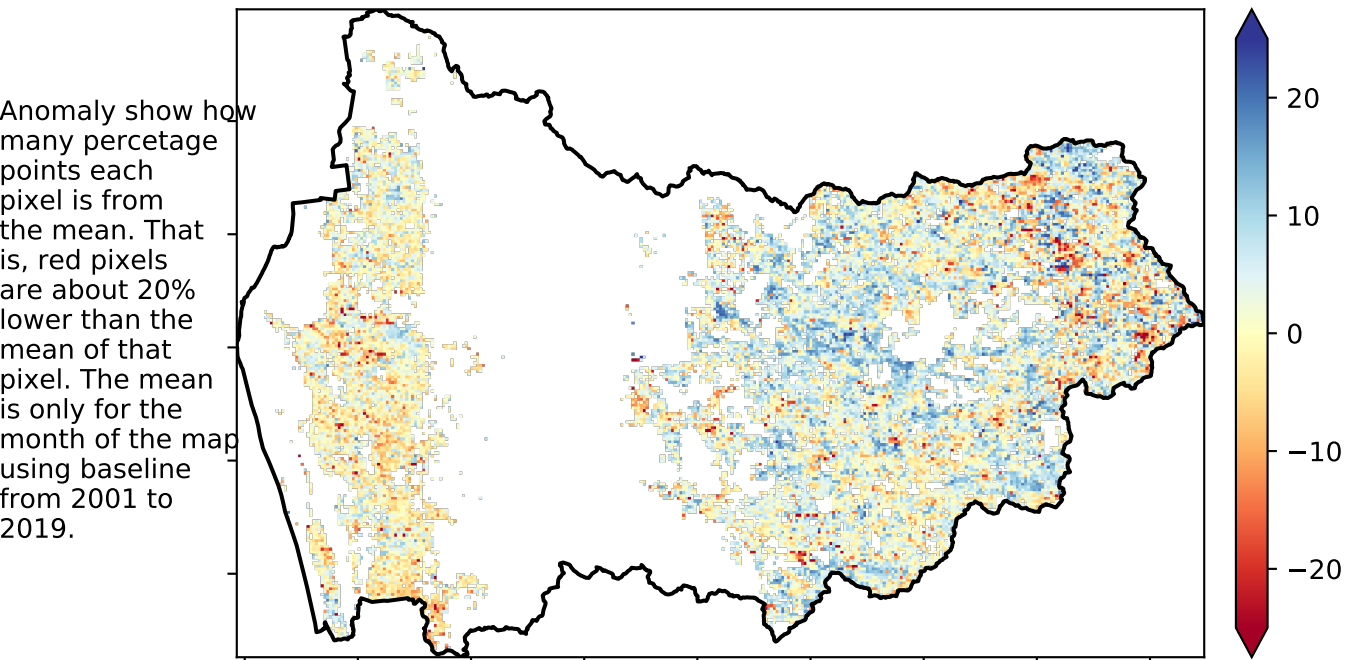 Anomaly show how
many percetage
points each
pixel is from
the mean. That
is, red pixels
are about 20%
lower than the
mean of that
pixel. The mean
is only for the
month of the map
using baseline
from 2001 to
2019.
20
10
0
−10
−20